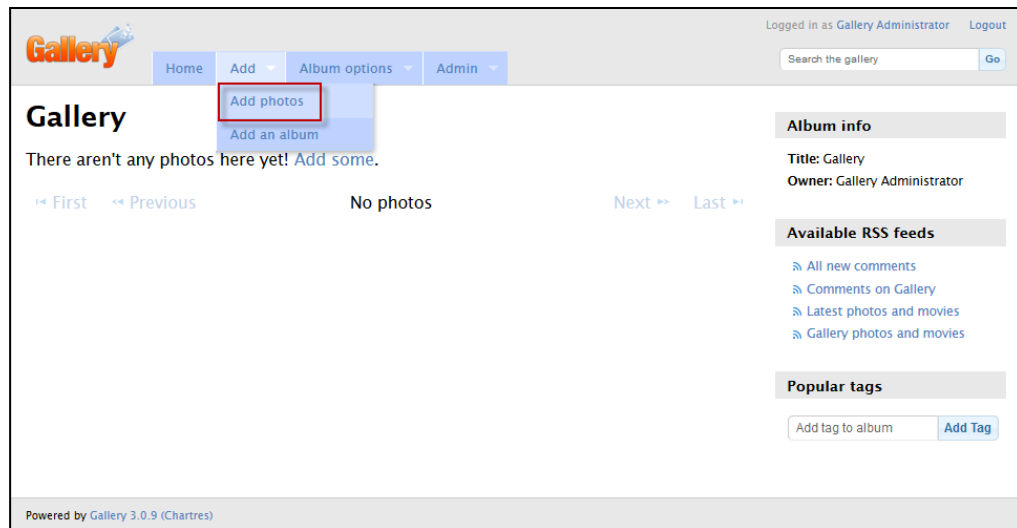 Logged in as Gallery Administrator Logout
Gallery
Home Add Album options Admin
Search the gallery Go
Add photos
Add an album
Gallery
There aren't any photos here yet! Add some.
First Previous No photos Next Last
Album info
Title: Gallery
Owner: Gallery Administrator
Available RSS feeds
All new comments
Comments on Gallery
Latest photos and movies
Gallery photos and movies
Popular tags
Add tag to album Add Tag
Powered by Gallery 3.0.9 (Chartres)